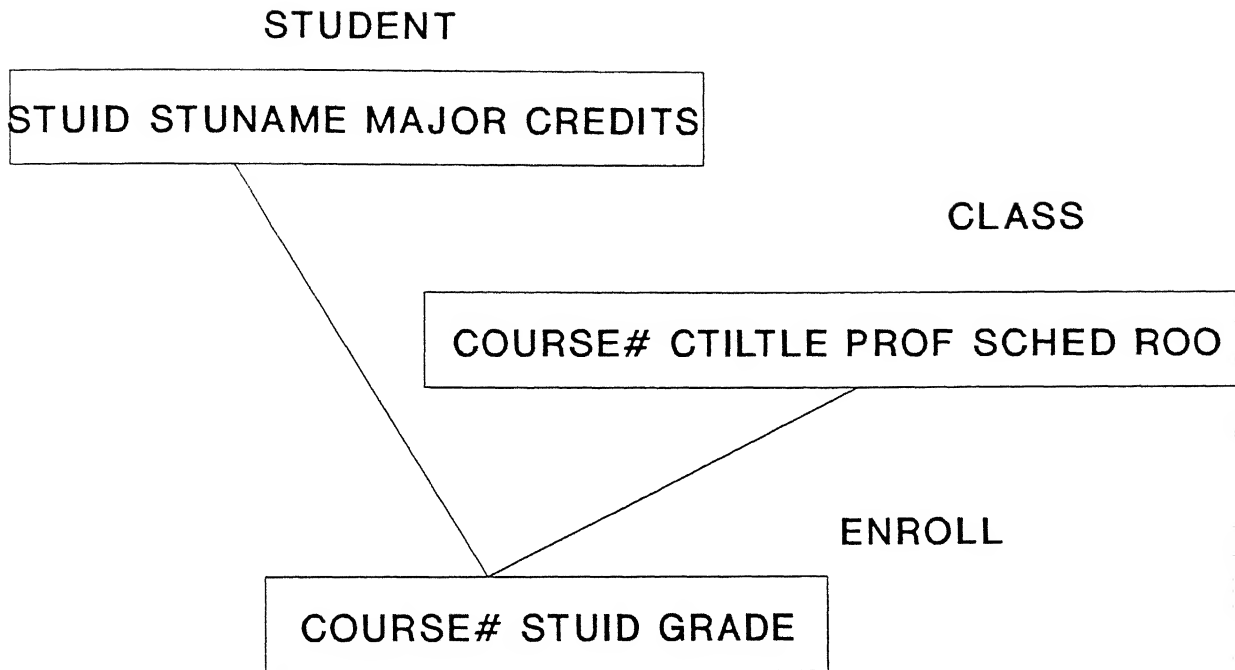 STUDENT
STUID STUNAME MAJOR CREDITS
CLASS
COURSE# CTILTLE PROF SCHED ROO
ENROLL
COURSE# STUID GRADE